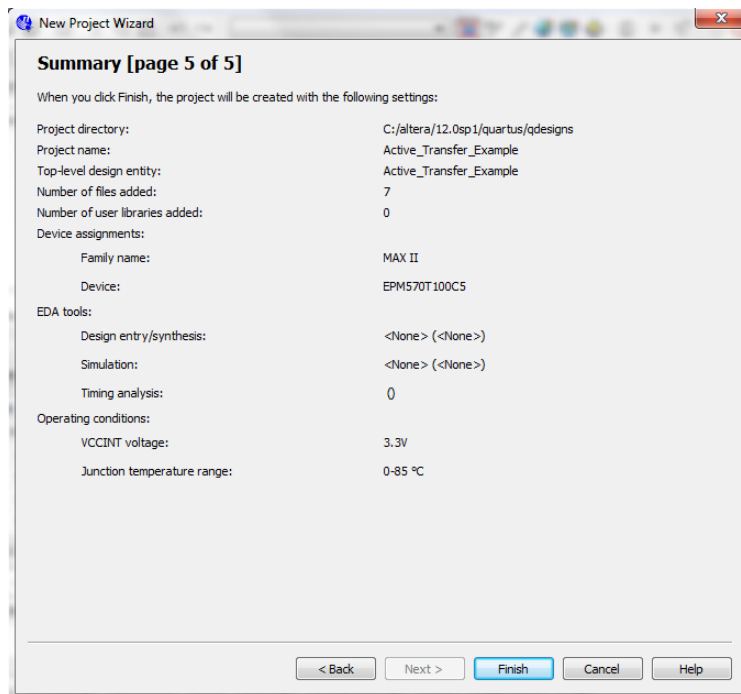 New Project Wizard
Summary [page 5 of 5]
When you click Finish, the project will be created with the following settings:
Project directory: C:/altera/12.0sp1/quartus/qdesigns
Project name: Active_Transfer_Example
Top-level design entity: Active_Transfer_Example
Number of files added: 7
Number of user libraries added: 0
Device assignments:
Family name: MAX II
Device: EPM570T100C5
EDA tools:
Design entry/synthesis: <None> (<None>)
Simulation: <None> (<None>)
Timing analysis: ()
Operating conditions:
VCCINT voltage: 3.3V
Junction temperature range: 0-85 ºC
< Back Next > Finish Cancel Help